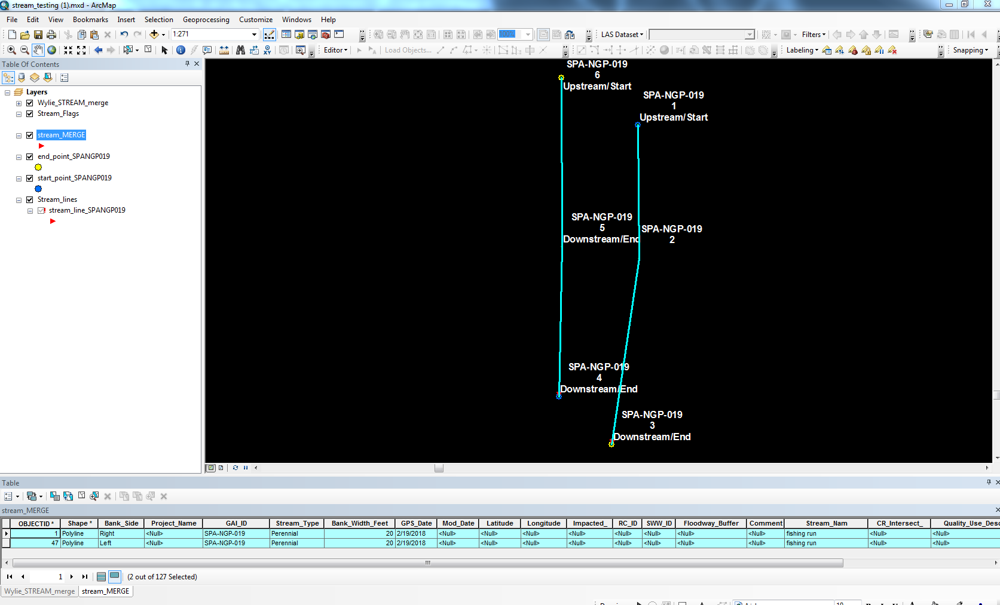 stream_testing (1).mxd - ArcMap
File Edit View Bookmarks Insert Selection Geoprocessing Customize Windows Help
1:271 100% LAS Dataset Filters
Editor Load Objects... Labeling Snapping
Table Of Contents
Layers
Wylie_STREAM_merge
Stream_Flags
stream_MERGE
end_point_SPANGP019
start_point_SPANGP019
Stream_lines
stream_line_SPANGP019
SPA-NGP-019
6
Upstream/Start
SPA-NGP-019
1
Upstream/Start
SPA-NGP-019
5
Downstream/End
SPA-NGP-019
2
SPA-NGP-019
4
Downstream/End
SPA-NGP-019
3
Downstream/End
Table
stream_MERGE
OBJECTID * Shape * Bank_Side Project_Name GAI_ID Stream_Type Bank_Width_Feet GPS_Date Mod_Date Latitude Longitude Impacted_ RC_ID SWW_ID Floodway_Buffer Comment Stream_Nam CR_Intersect_ Quality_Use_Desc
1 Polyline Right <Null> SPA-NGP-019 Perennial 20 2/19/2018 <Null> <Null> <Null> <Null> <Null> <Null> <Null> <Null> fishing run <Null> <Null>
47 Polyline Left <Null> SPA-NGP-019 Perennial 20 2/19/2018 <Null> <Null> <Null> <Null> <Null> <Null> <Null> <Null> fishing run <Null> <Null>
1 (2 out of 127 Selected)
Wylie_STREAM_merge stream_MERGE